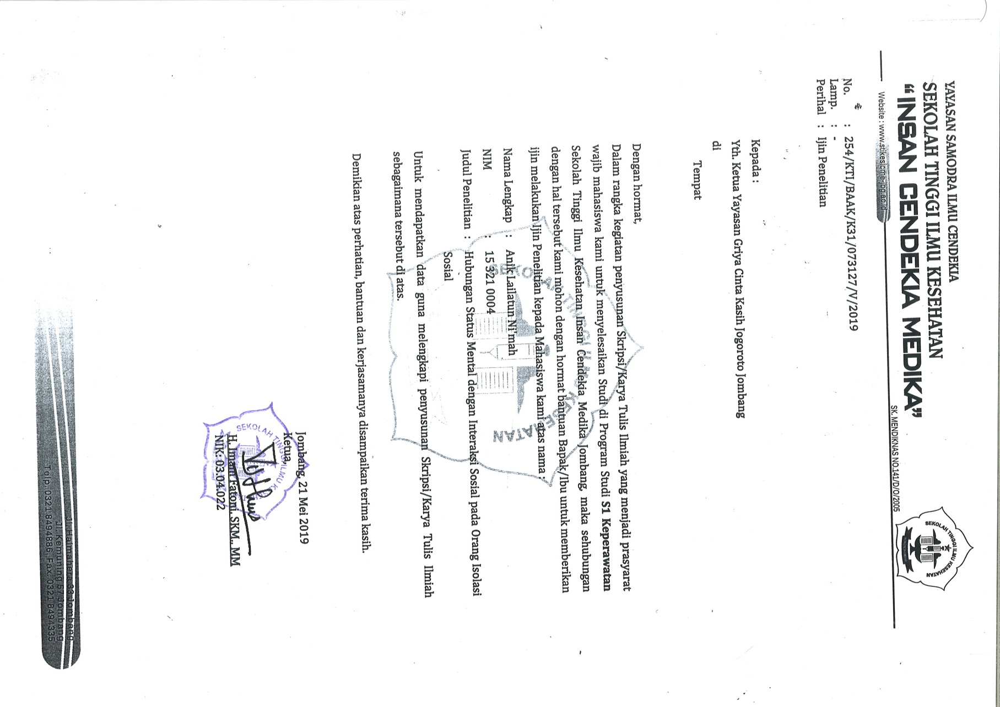 YAYASAN SAMODRA ILMU CENDEKIA
SEKOLAH TINGGI ILMU KESEHATAN
“INSAN CENDEKIA MEDIKA”
Website : www.stikesicme-jbg.ac.id
SK. MENDIKNAS NO.141/D/O/2005
SEKOLAH TINGGI ILMU KESEHATAN
No. : 254/KTI/BAAK/K31/073127/V/2019
Lamp. : -
Perihal : Ijin Penelitian
Kepada :
Yth. Ketua Yayasan Griya Cinta Kasih Jogoroto Jombang
di
Tempat
Dengan hormat,
Dalam rangka kegiatan penyusunan Skripsi/Karya Tulis Ilmiah yang menjadi prasyarat
wajib mahasiswa kami untuk menyelesaikan Studi di Program Studi S1 Keperawatan
Sekolah Tinggi Ilmu Kesehatan Insan Cendekia Medika Jombang, maka sehubungan
dengan hal tersebut kami mohon dengan hormat bantuan Bapak/Ibu untuk memberikan
ijin melakukan Ijin Penelitian kepada Mahasiswa kami atas nama :
Nama Lengkap : Anik Lailatun Ni'mah
NIM : 15 321 0004
Judul Penelitian : Hubungan Status Mental dengan Interaksi Sosial pada Orang Isolasi
Sosial
Untuk mendapatkan data guna melengkapi penyusunan Skripsi/Karya Tulis Ilmiah
sebagaimana tersebut di atas.
Demikian atas perhatian, bantuan dan kerjasamanya disampaikan terima kasih.
SEKOLAH TINGGI ILMU KESEHATAN
Jombang, 21 Mei 2019
Ketua,
SEKOLAH TINGGI ILMU
H. Imam Fatoni, SKM., MM
NIK: 03.04.022
Jl. Halmahera 33 Jombang
Jl. Kemuning 57 Jombang
Telp. 0321 8494886, Fax. 0321 8494335